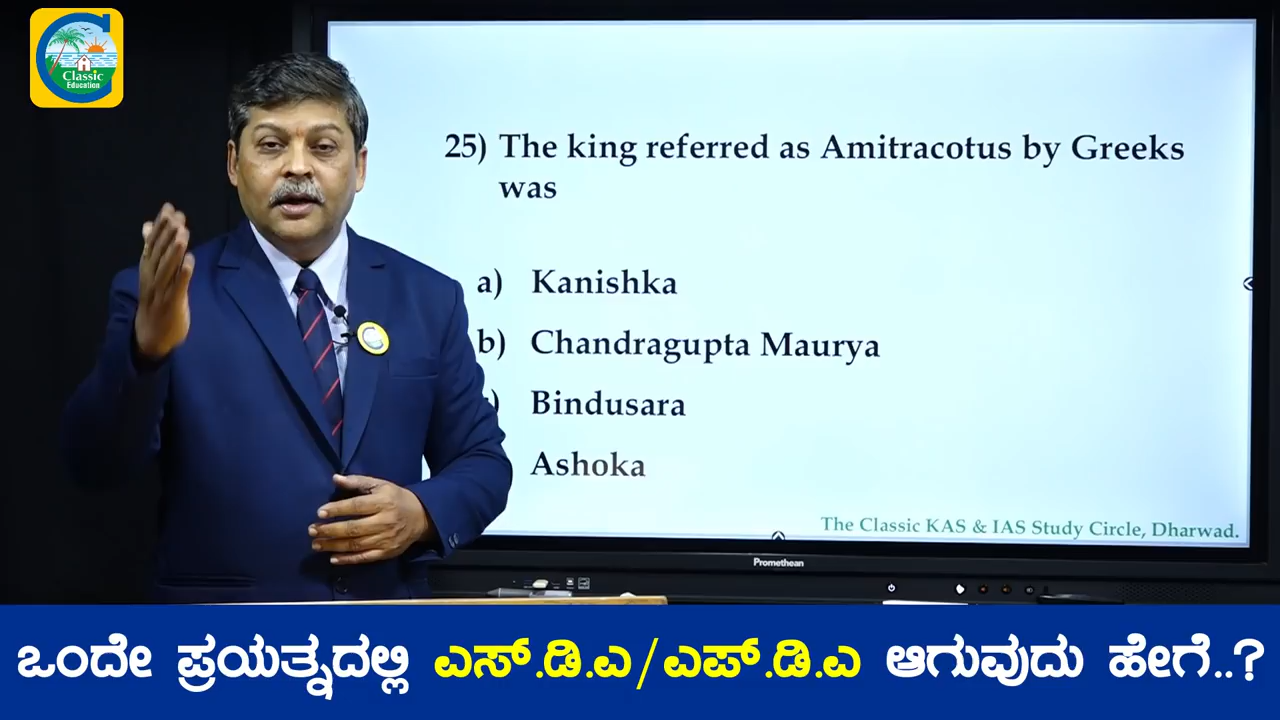 Classic
Education
25) The king referred as Amitracotus by Greeks
was
a) Kanishka
b) Chandragupta Maurya
) Bindusara
Ashoka
The Classic KAS & IAS Study Circle, Dharwad.
Promethean
ಒಂದೇ ಪ್ರಯತ್ನದಲ್ಲಿ ಎಸ್.ಡಿ.ಎ/ಎಪ್.ಡಿ.ಎ ಆಗುವುದು ಹೇಗೆ..?